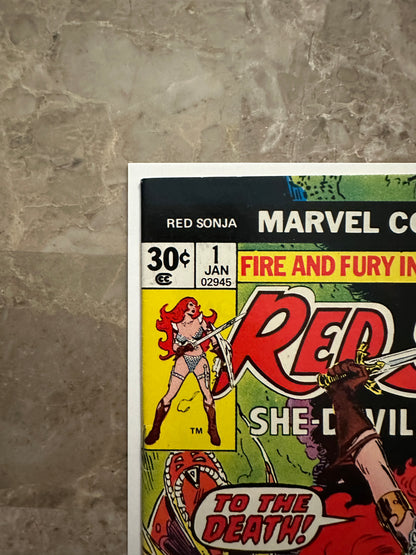 RED SONJA
MARVEL CO
30¢
CC
1
JAN
02945
FIRE AND FURY IN
RED S
SHE-DEVIL
TM
TO THE
DEATH!